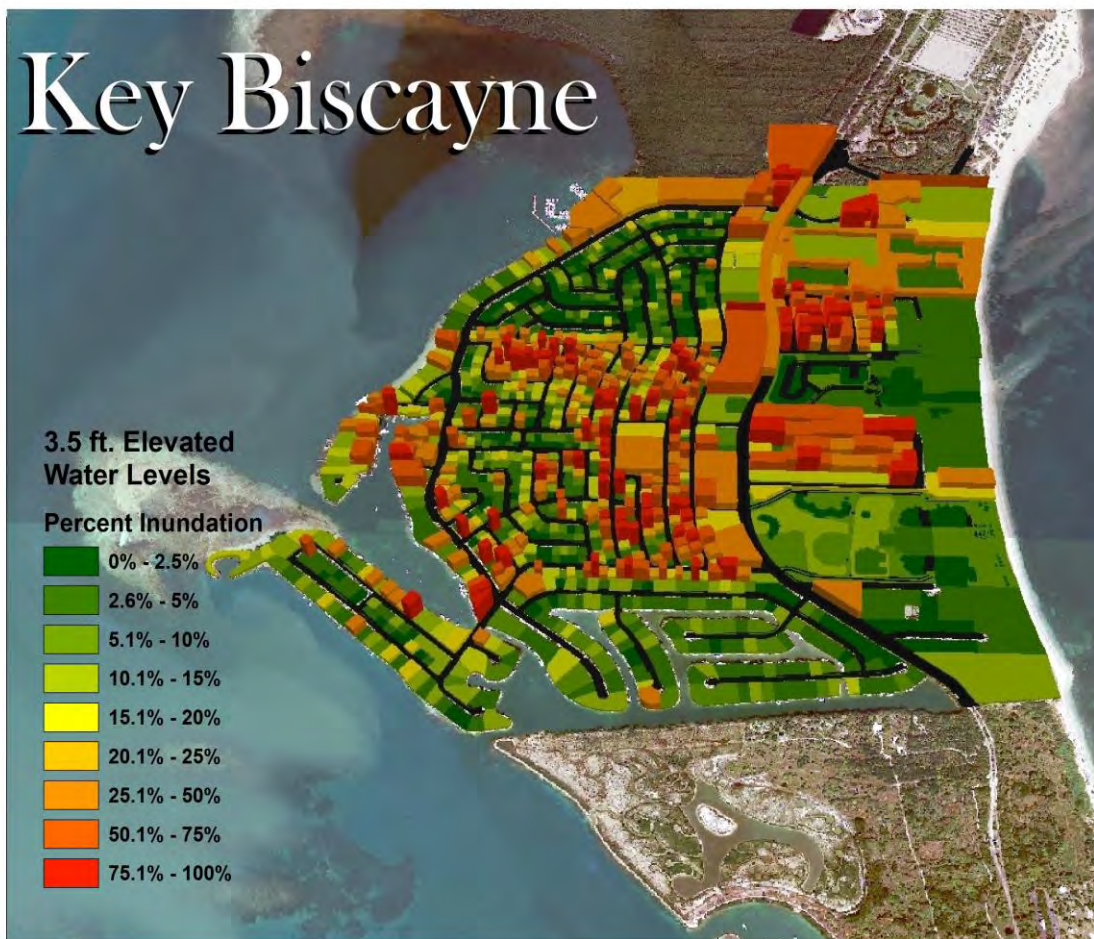 Key Biscayne
3.5 ft. Elevated
Water Levels
Percent Inundation
0% - 2.5%
2.6% - 5%
5.1% - 10%
10.1% - 15%
15.1% - 20%
20.1% - 25%
25.1% - 50%
50.1% - 75%
75.1% - 100%